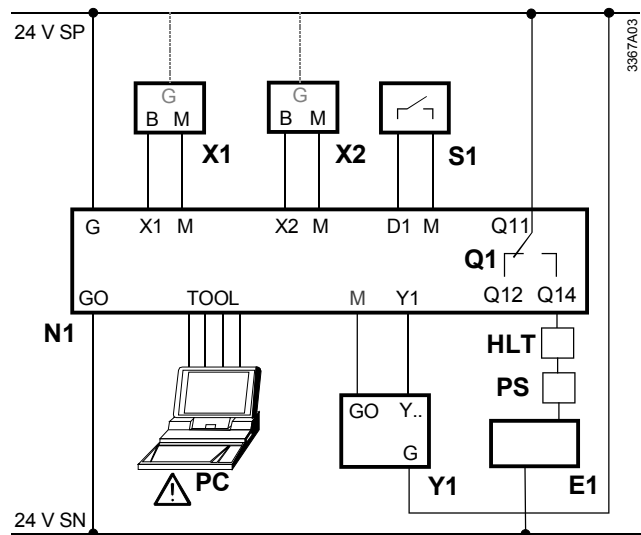 24 V SP
3367A03
G
B M
X1
G
B M
X2
S1
G X1 M X2 M D1 M Q11
Q1
GO TOOL M Y1 Q12 Q14
N1
HLT
PS
GO Y..
G
PC
Y1
E1
24 V SN